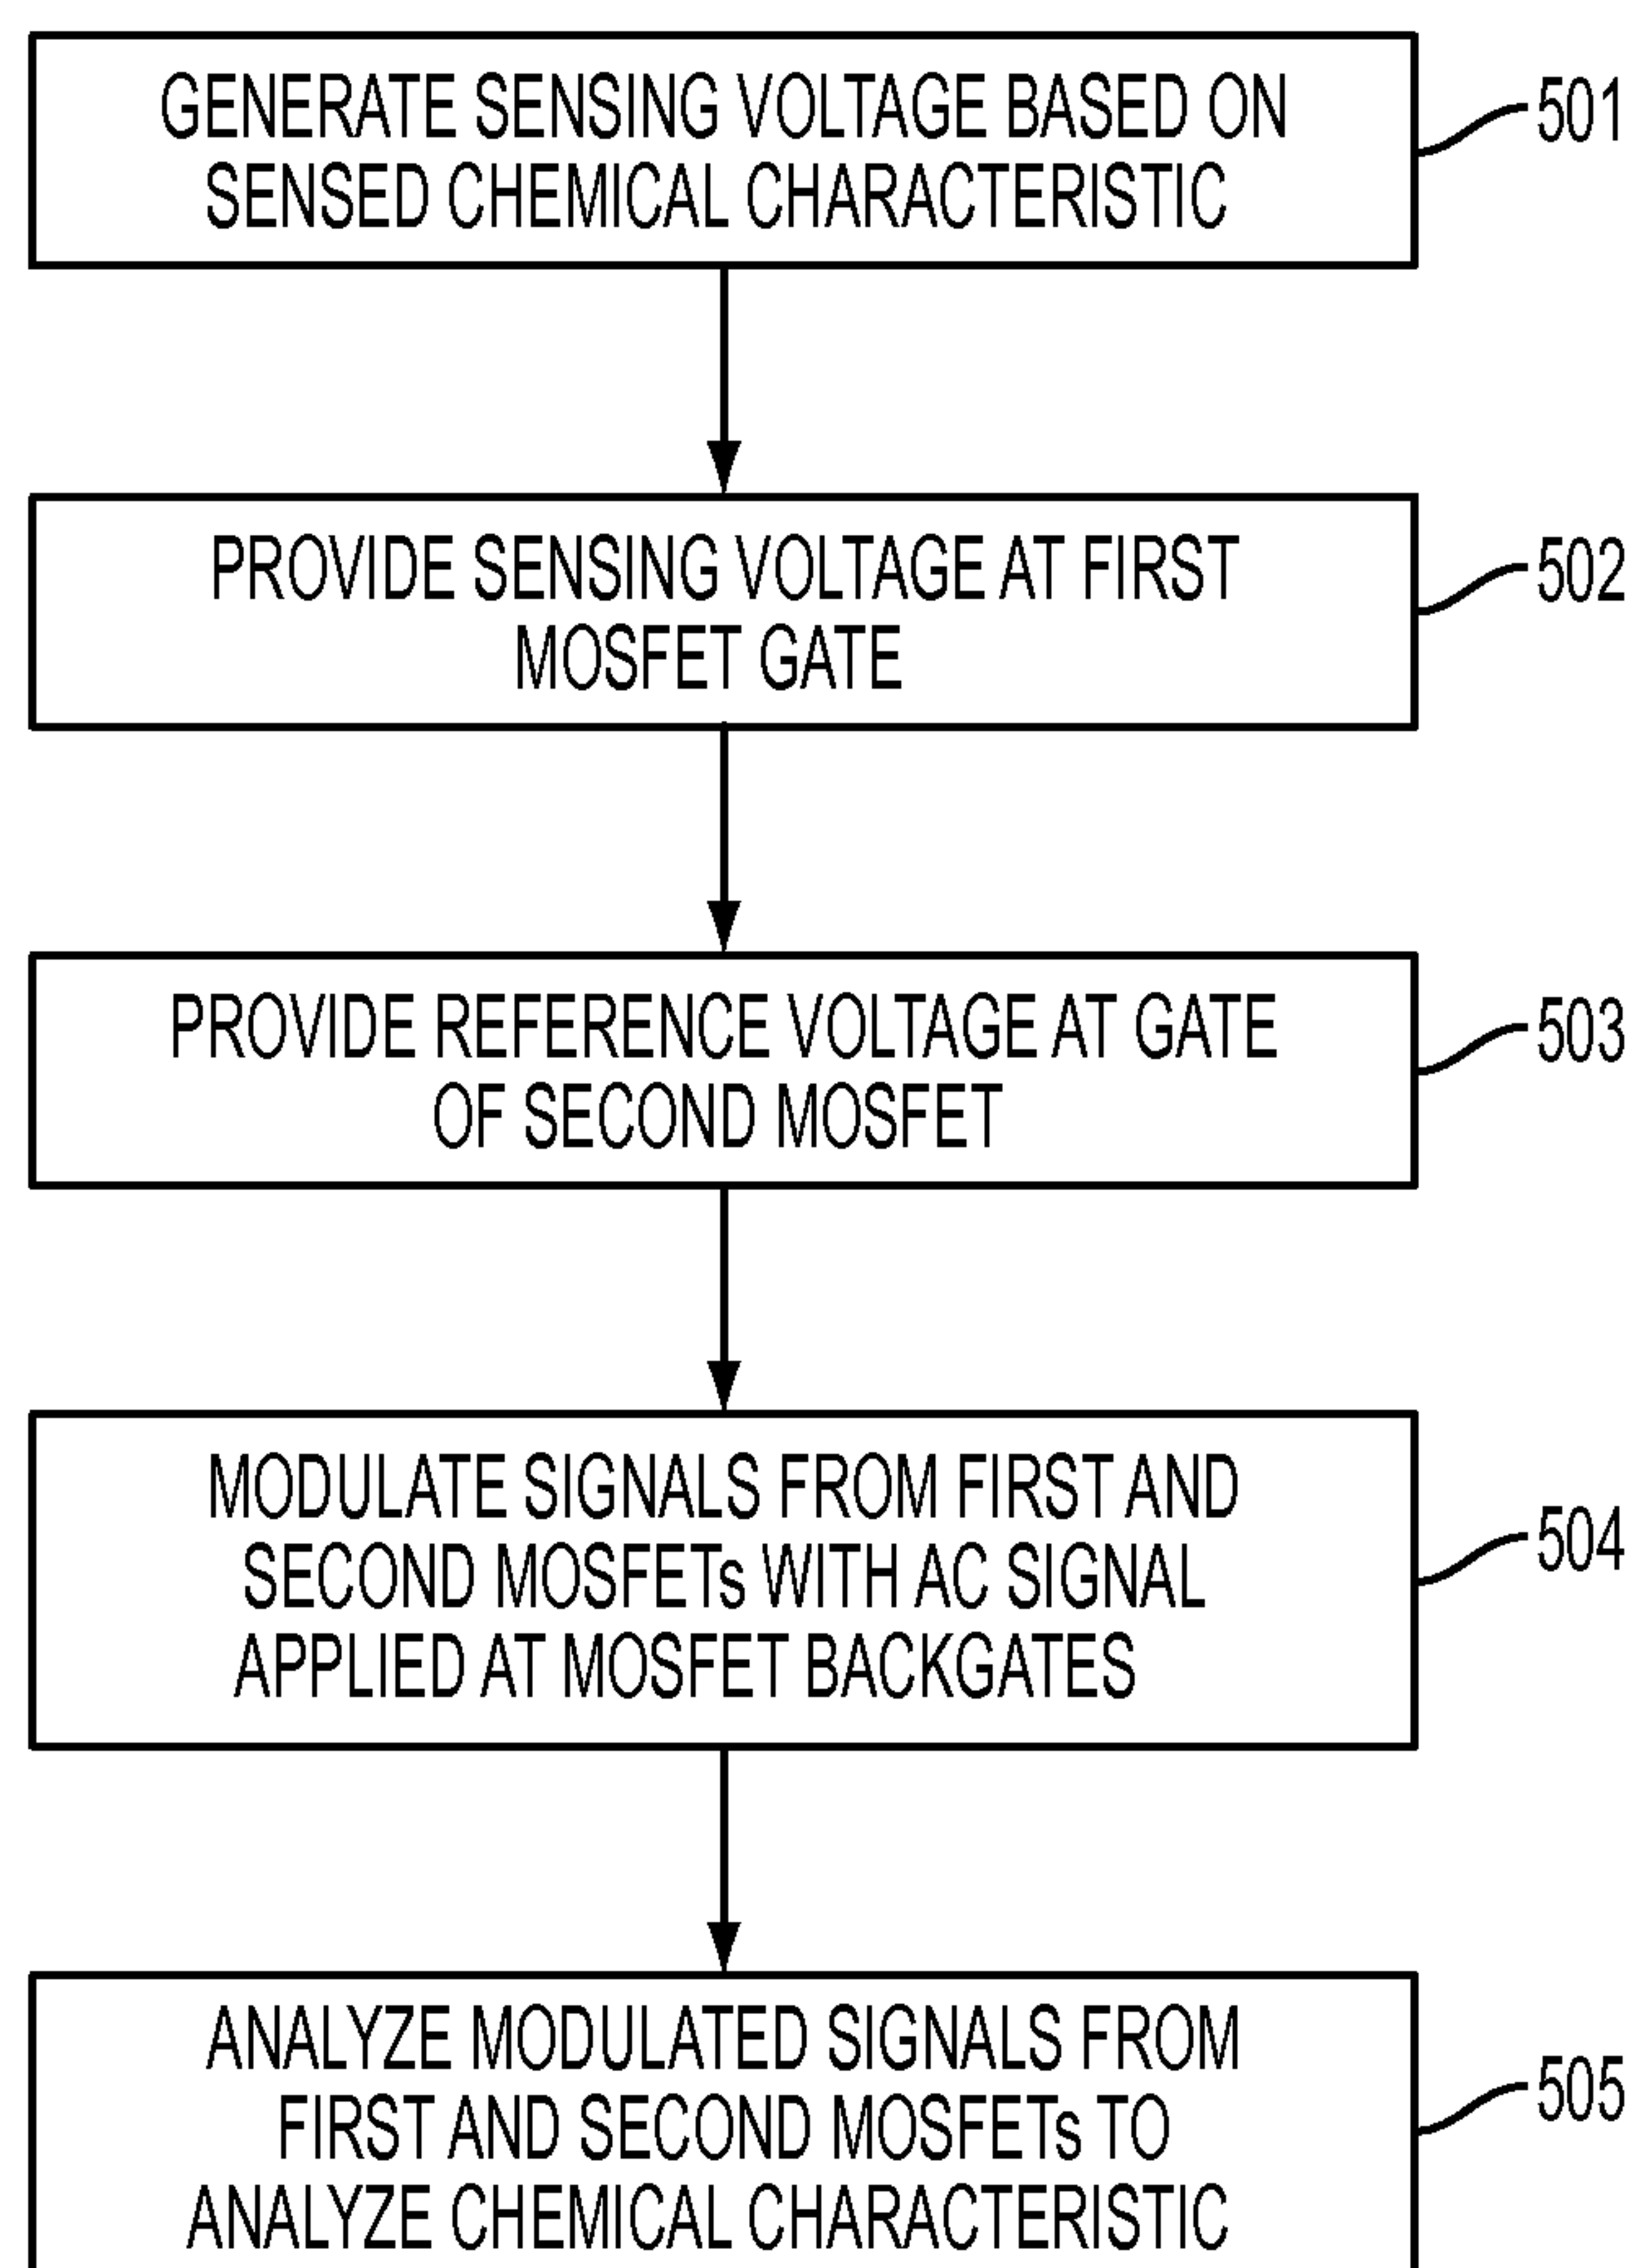 GENERATE SENSING VOLTAGE BASED ON
SENSED CHEMICAL CHARACTERISTIC
501
PROVIDE SENSING VOLTAGE AT FIRST
MOSFET GATE
502
PROVIDE REFERENCE VOLTAGE AT GATE
OF SECOND MOSFET
503
MODULATE SIGNALS FROM FIRST AND
SECOND MOSFETs WITH AC SIGNAL
APPLIED AT MOSFET BACKGATES
504
ANALYZE MODULATED SIGNALS FROM
FIRST AND SECOND MOSFETs TO
ANALYZE CHEMICAL CHARACTERISTIC
505